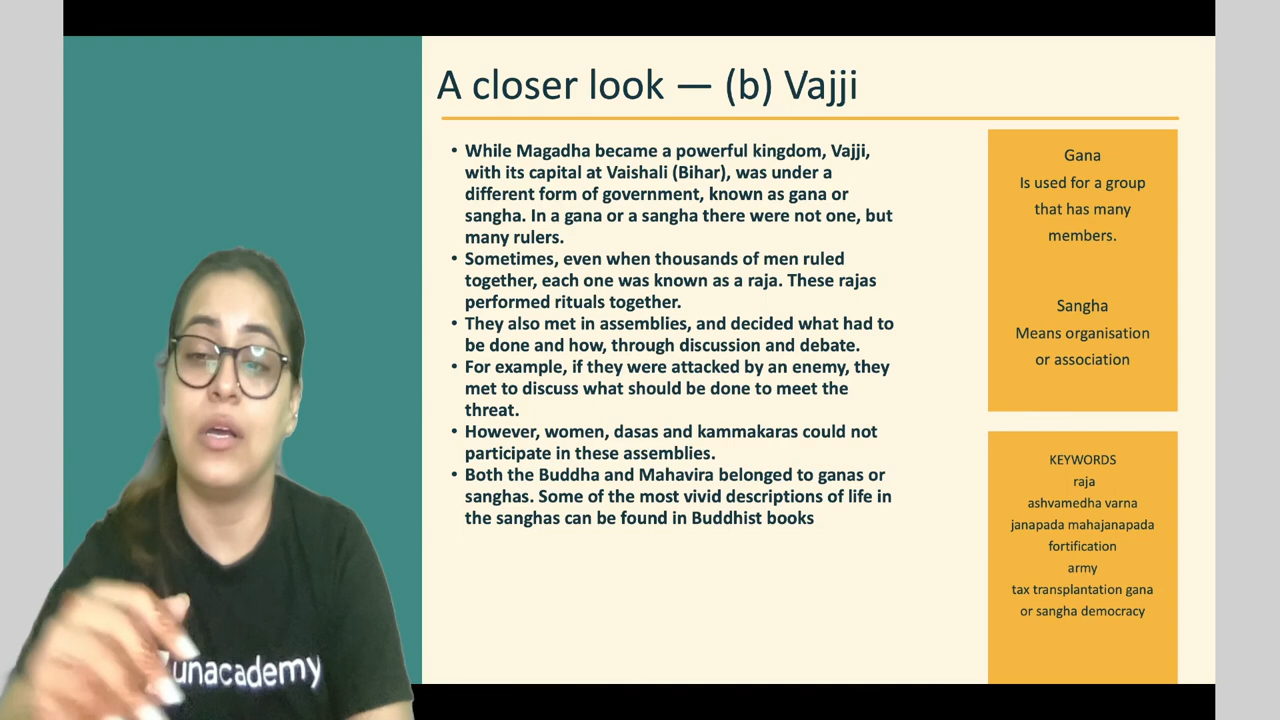 A closer look — (b) Vajji
• While Magadha became a powerful kingdom, Vajji,
with its capital at Vaishali (Bihar), was under a
different form of government, known as gana or
sangha. In a gana or a sangha there were not one, but
many rulers.
• Sometimes, even when thousands of men ruled
together, each one was known as a raja. These rajas
performed rituals together.
• They also met in assemblies, and decided what had to
be done and how, through discussion and debate.
• For example, if they were attacked by an enemy, they
met to discuss what should be done to meet the
threat.
• However, women, dasas and kammakaras could not
participate in these assemblies.
• Both the Buddha and Mahavira belonged to ganas or
sanghas. Some of the most vivid descriptions of life in
the sanghas can be found in Buddhist books
Gana
Is used for a group
that has many
members.
Sangha
Means organisation
or association
KEYWORDS
raja
ashvamedha varna
janapada mahajanapada
fortification
army
tax transplantation gana
or sangha democracy
unacademy